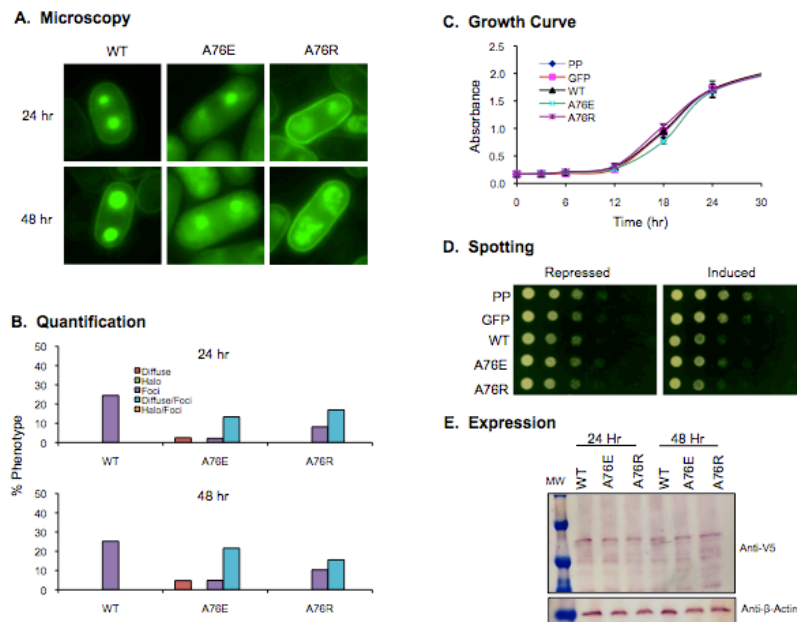 A. Microscopy
WT A76E A76R
24 hr
48 hr
B. Quantification
24 hr
50
40
30
20
10
0
Diffuse
Halo
Foci
Diffuse/Foci
Halo/Foci
WT A76E A76R
% Phenotype
48 hr
50
40
30
20
10
0
WT A76E A76R
C. Growth Curve
2.5
2.0
1.5
1.0
0.5
0.0
Absorbance
PP
GFP
WT
A76E
A76R
0 6 12 18 24 30
Time (hr)
D. Spotting
Repressed Induced
PP
GFP
WT
A76E
A76R
E. Expression
24 Hr 48 Hr
MW WT A76E A76R WT A76E A76R
Anti-V5
Anti-β-Actin